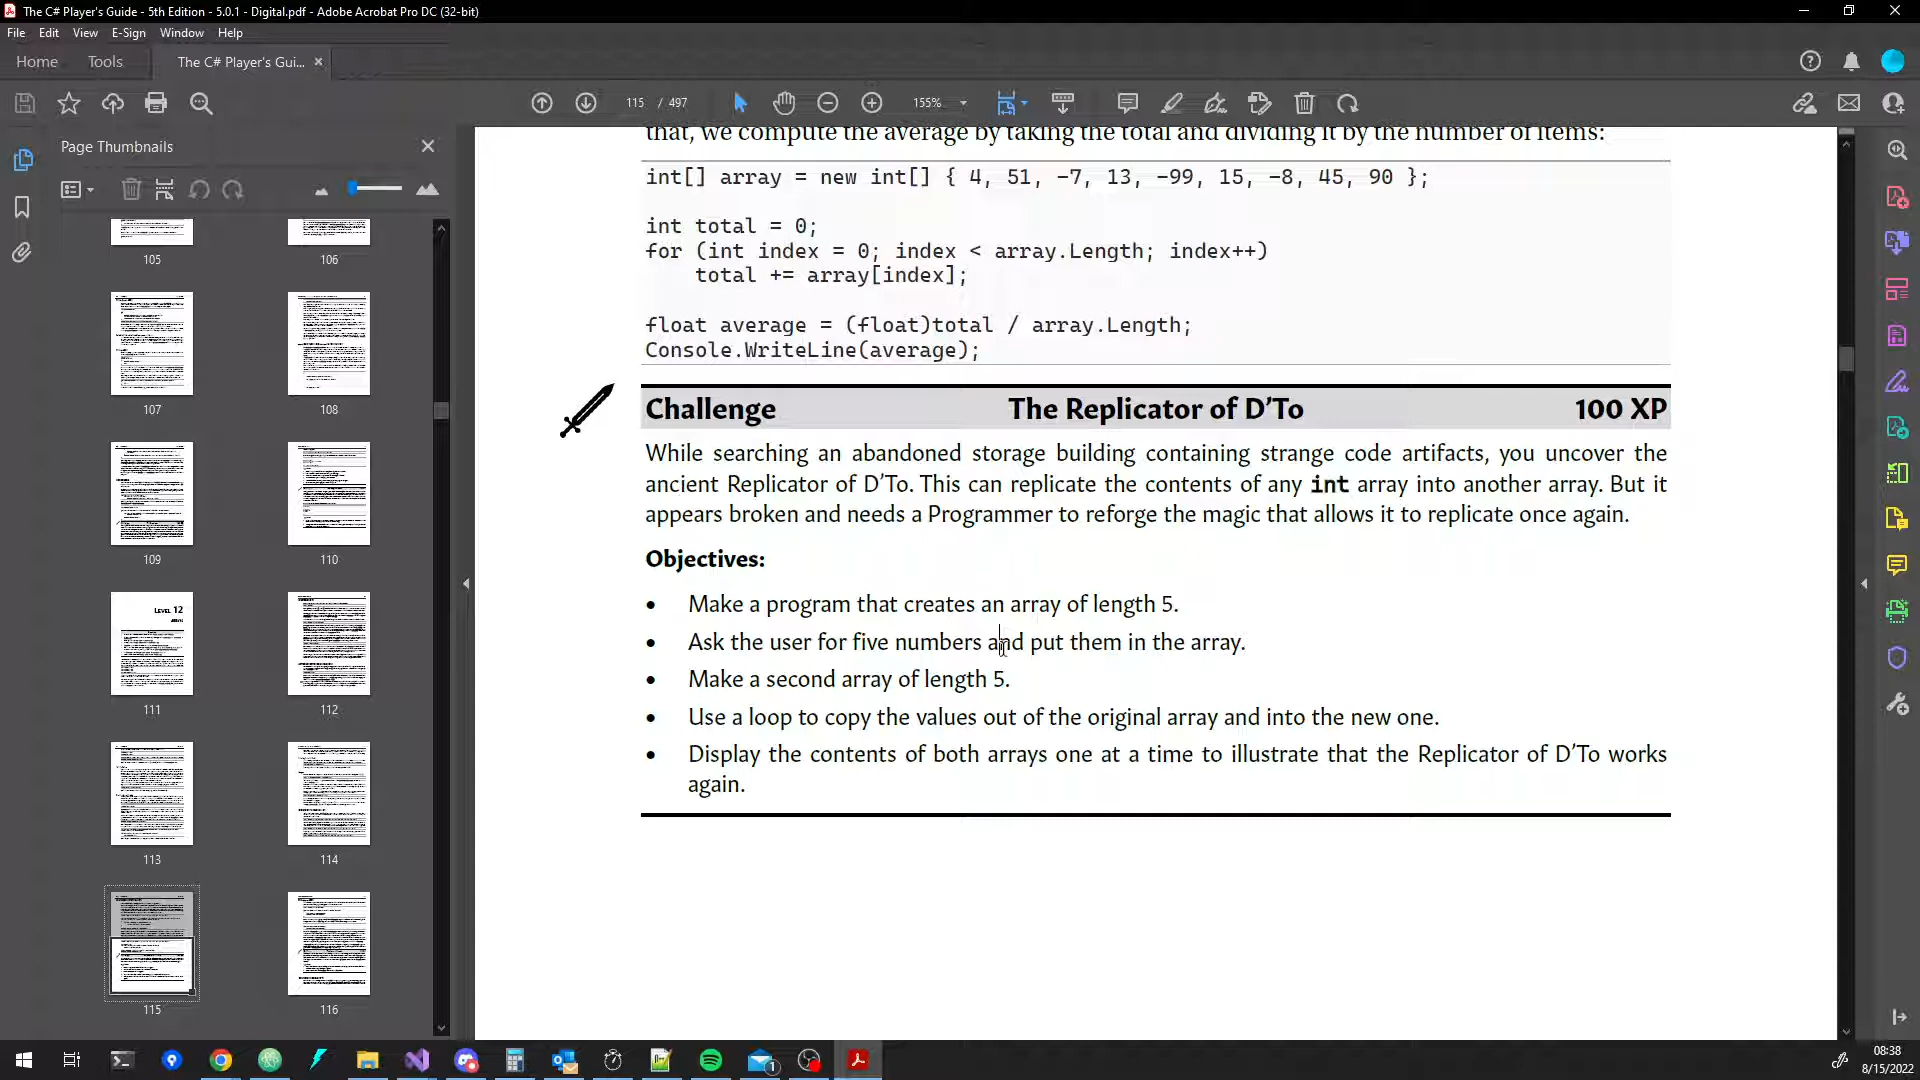 The C# Player's Guide - 5th Edition - 5.0.1 - Digital.pdf - Adobe Acrobat Pro DC (32-bit)
File Edit View E-Sign Window Help
Home Tools The C# Player's Gui... ×
115 / 497 155%
Page Thumbnails
105 106
107 108
109 110
LEVEL 12
111 112
113 114
115 116
that, we compute the average by taking the total and dividing it by the number of items:
int[] array = new int[] { 4, 51, -7, 13, -99, 15, -8, 45, 90 };
int total = 0;
for (int index = 0; index < array.Length; index++)
total += array[index];
float average = (float)total / array.Length;
Console.WriteLine(average);
Challenge The Replicator of D'To 100 XP
While searching an abandoned storage building containing strange code artifacts, you uncover the
ancient Replicator of D'To. This can replicate the contents of any int array into another array. But it
appears broken and needs a Programmer to reforge the magic that allows it to replicate once again.
Objectives:
• Make a program that creates an array of length 5.
• Ask the user for five numbers and put them in the array.
• Make a second array of length 5.
• Use a loop to copy the values out of the original array and into the new one.
• Display the contents of both arrays one at a time to illustrate that the Replicator of D'To works
again.
08:38
8/15/2022